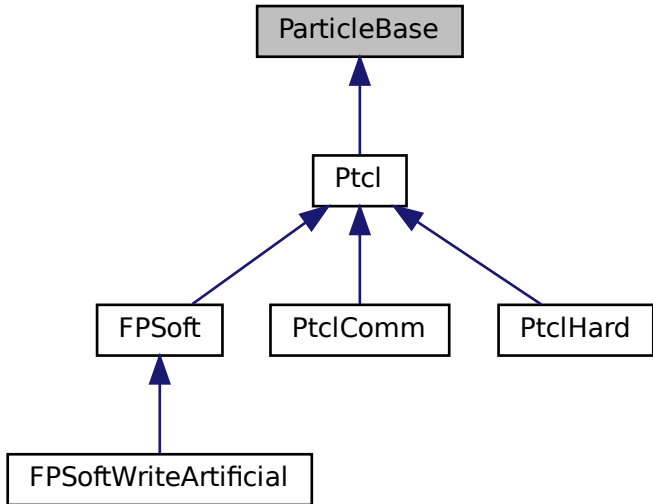 ParticleBase
Ptcl
FPSoft
PtclComm
PtclHard
FPSoftWriteArtificial